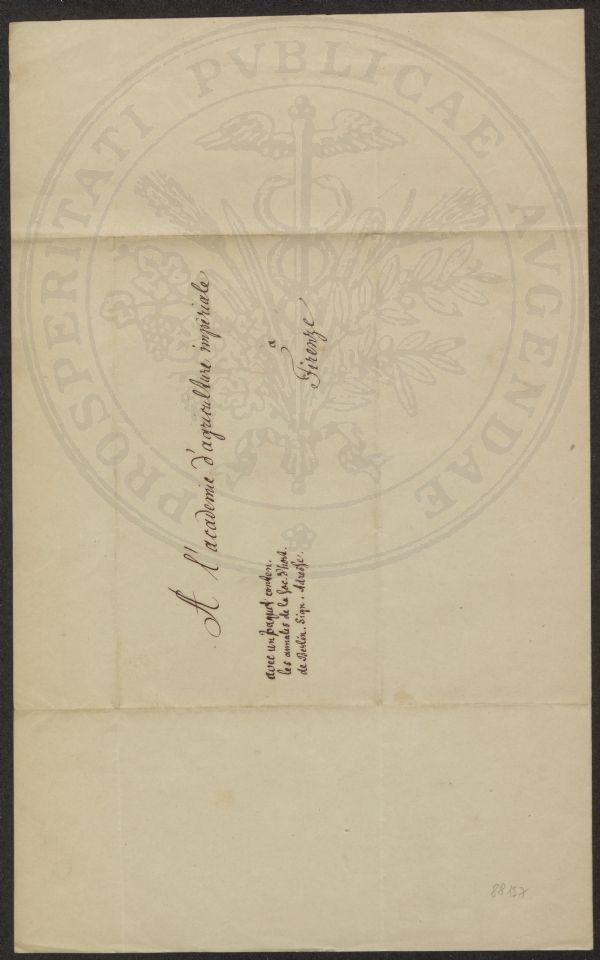 A l'academie d'agriculture impériale
a
Firenze
avec un paquet conten.
les annales de la Soc. d'hort.
de Berlin. Sign. Adresse.
88157
PROSPERITATI PVBLICAE AVGENDAE